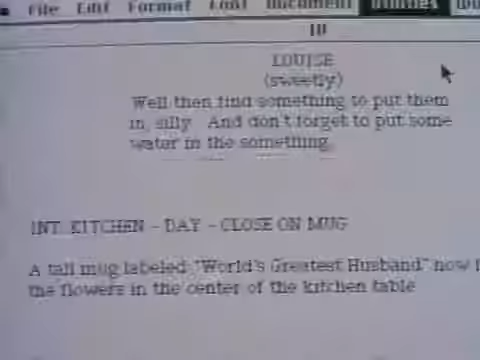 File Edit Format Font Document Utilities
10
LOUISE
(sweetly)
Well then find something to put them
in, silly. And don't forget to put some
water in the something.
INT. KITCHEN - DAY - CLOSE ON MUG
A tall mug labeled "World's Greatest Husband" now
the flowers in the center of the kitchen table